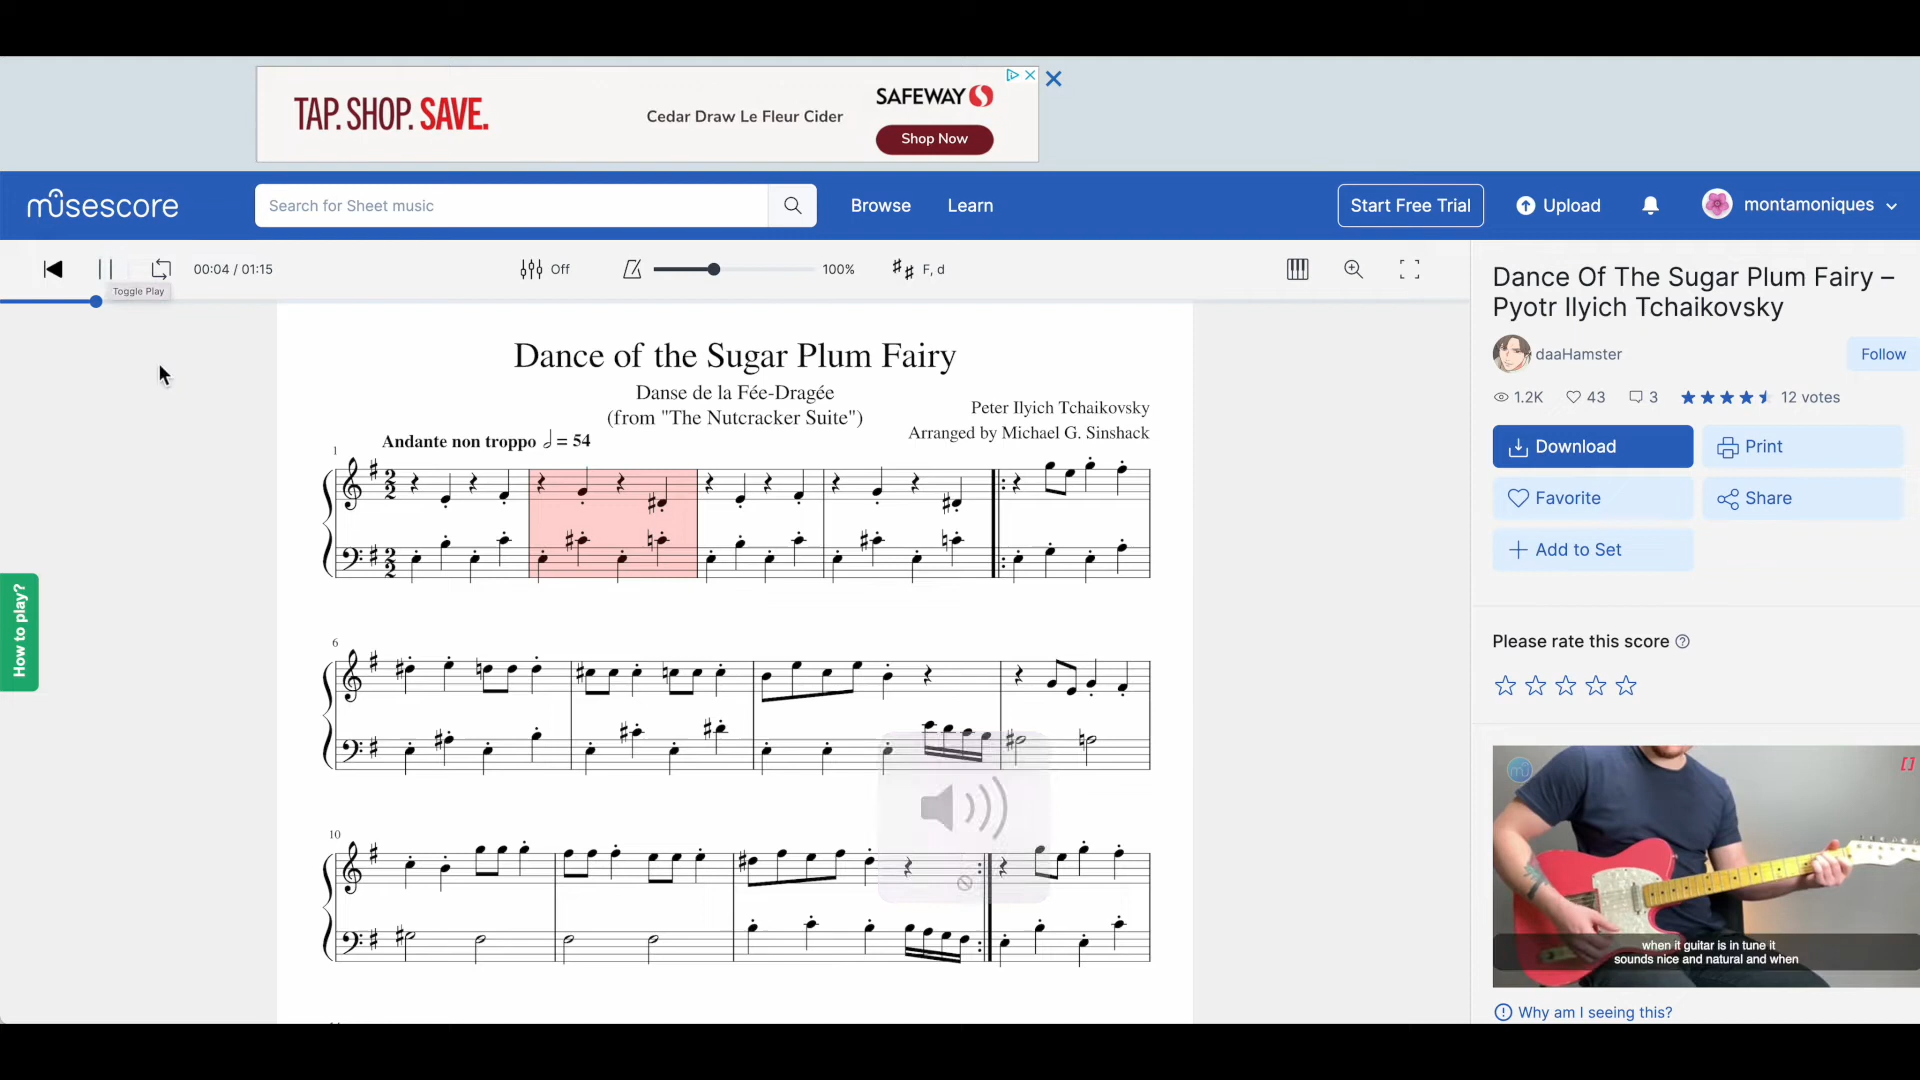 TAP. SHOP. SAVE.
Cedar Draw Le Fleur Cider
SAFEWAY
Shop Now
musescore
Search for Sheet music
Browse
Learn
Start Free Trial
Upload
montamoniques
00:04 / 01:15
Off
100%
F, d
Toggle Play
Dance of the Sugar Plum Fairy
Danse de la Fée-Dragée
(from "The Nutcracker Suite")
Peter Ilyich Tchaikovsky
Arranged by Michael G. Sinshack
Andante non troppo 𝅗𝅥 = 54
1
6
10
How to play?
Dance Of The Sugar Plum Fairy –
Pyotr Ilyich Tchaikovsky
daaHamster
Follow
1.2K
43
3
12 votes
Download
Print
Favorite
Share
Add to Set
Please rate this score
when it guitar is in tune it
sounds nice and natural and when
Why am I seeing this?